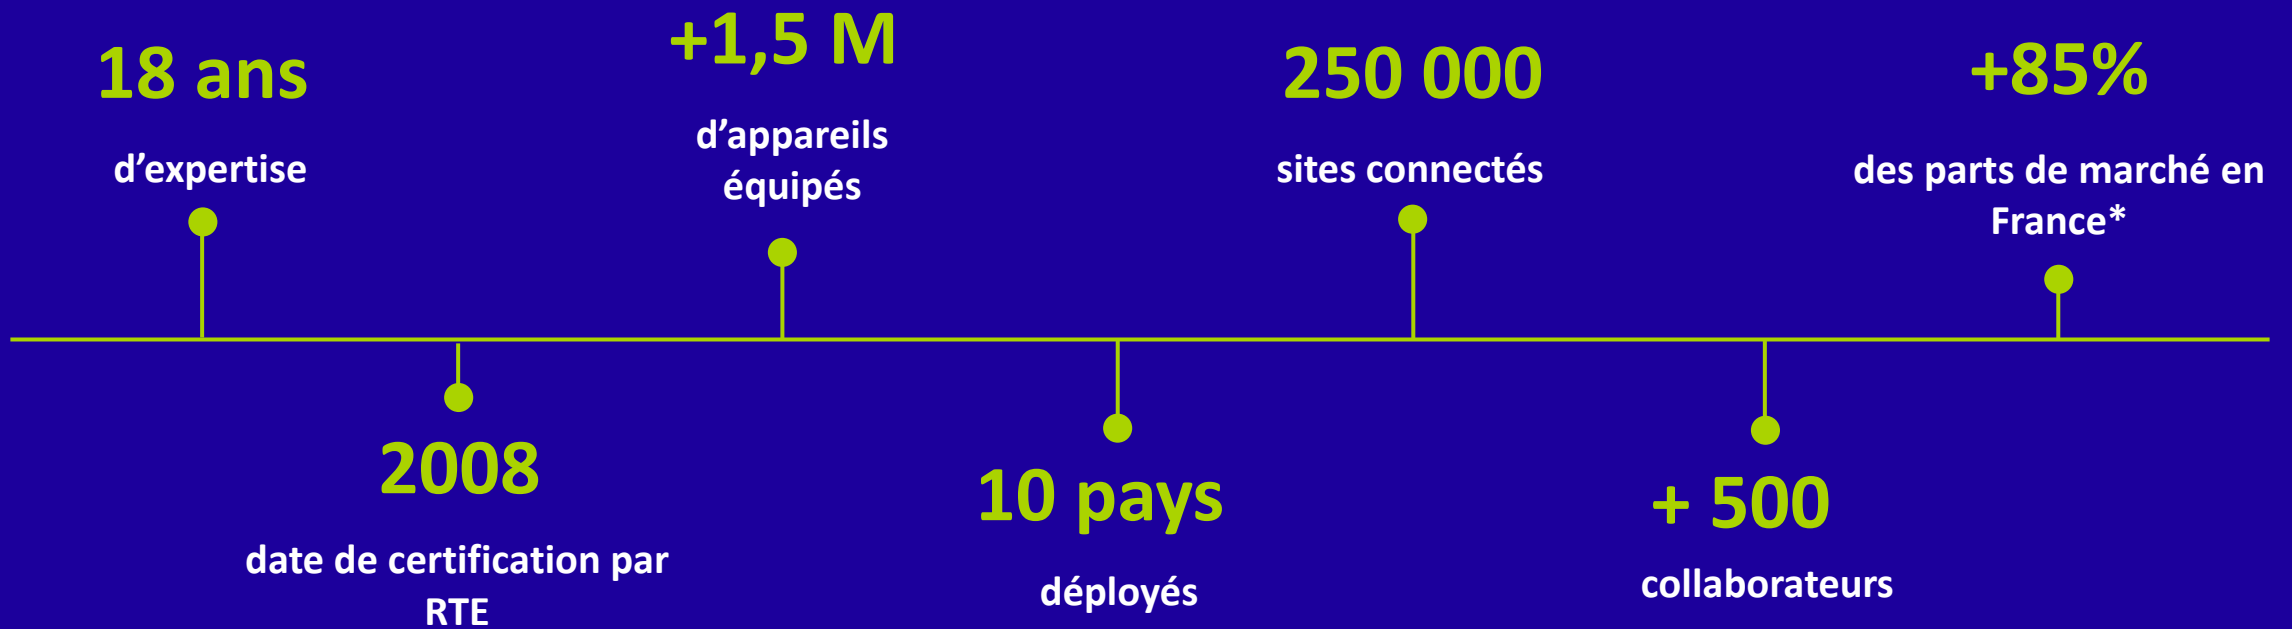 18 ans
d’expertise
2008
date de certification par
RTE
+1,5 M
d’appareils
équipés
10 pays
déployés
250 000
sites connectés
+ 500
collaborateurs
+85%
des parts de marché en
France*